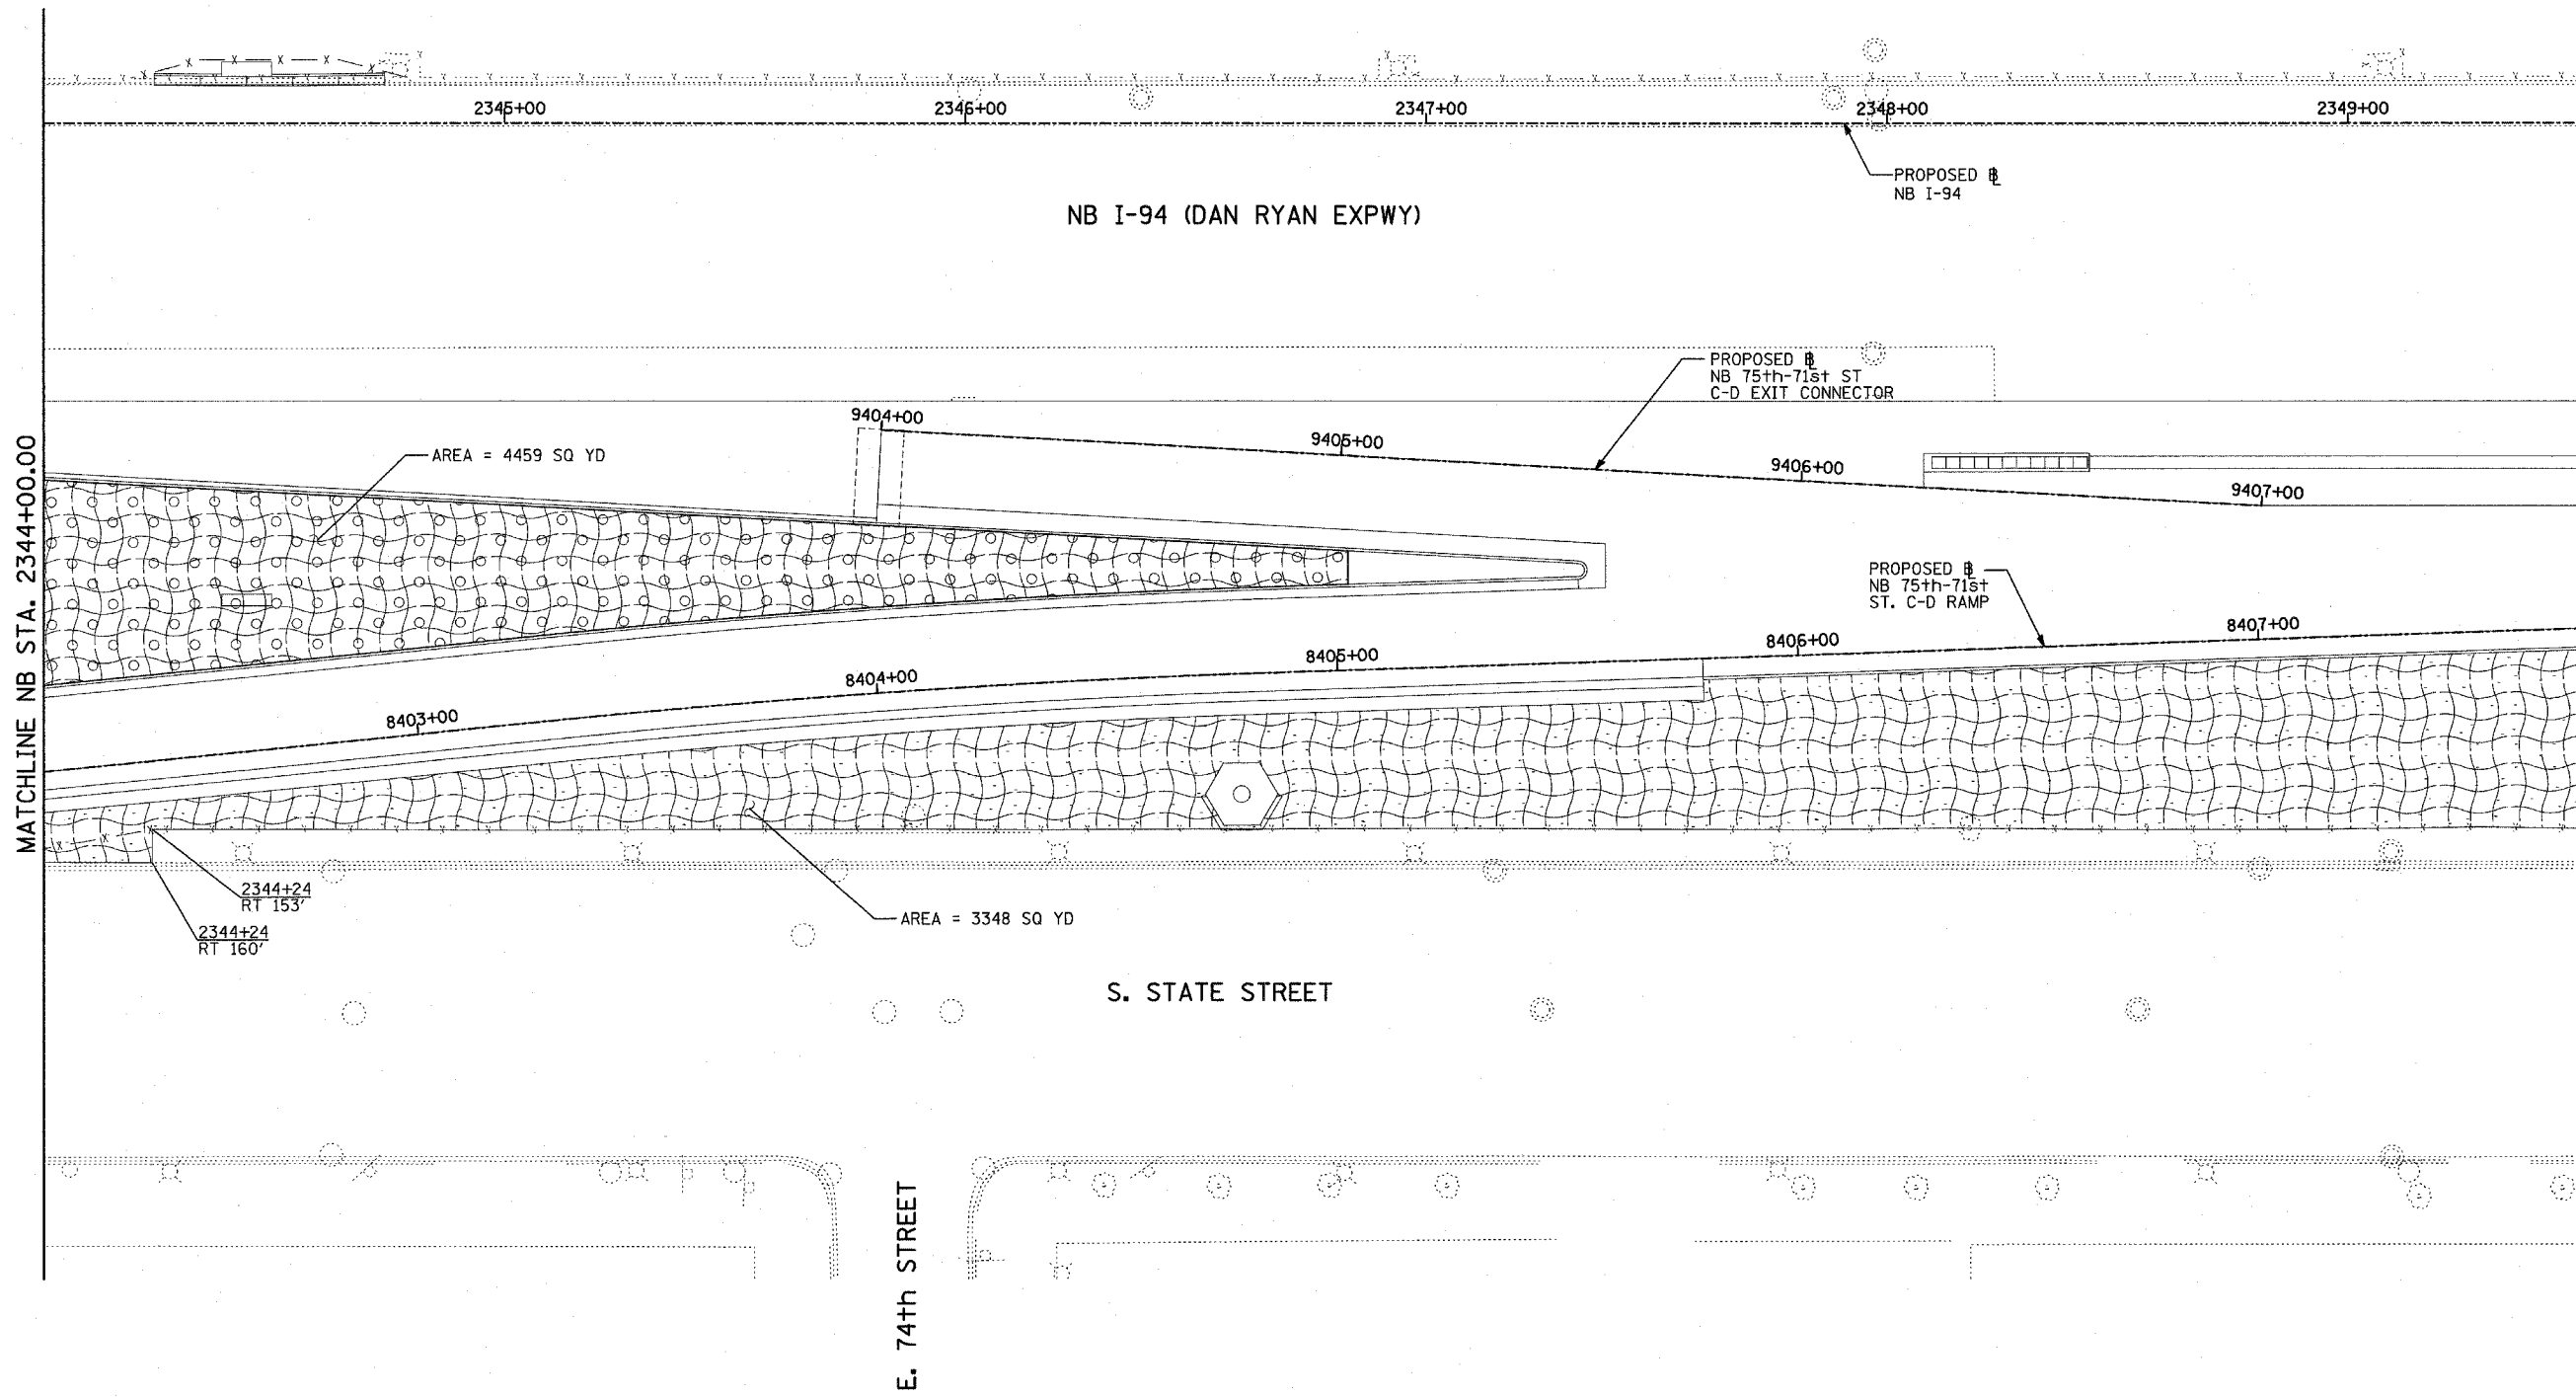 2345+00
2346+00
2347+00
2348+00
2349+00
PROPOSED ⅊
NB I-94
NB I-94 (DAN RYAN EXPWY)
PROPOSED ⅊
NB 75th-71st ST
C-D EXIT CONNECTOR
9404+00
9405+00
9406+00
9407+00
AREA = 4459 SQ YD
MATCHLINE NB STA. 2344+00.00
PROPOSED ⅊
NB 75th-71st
ST. C-D RAMP
8403+00
8404+00
8405+00
8406+00
8407+00
2344+24
RT 153'
2344+24
RT 160'
AREA = 3348 SQ YD
S. STATE STREET
E. 74th STREET